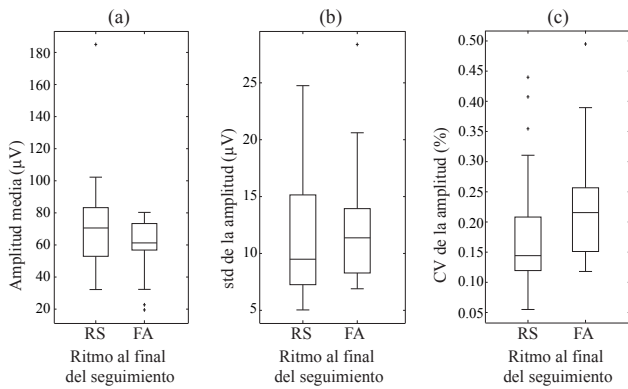 (a)
Amplitud media (µV)
180
160
140
120
100
80
60
40
20
RS FA
Ritmo al final
del seguimiento
(b)
std de la amplitud (µV)
25
20
15
10
5
RS FA
Ritmo al final
del seguimiento
(c)
CV de la amplitud (%)
0.50
0.45
0.40
0.35
0.30
0.25
0.20
0.15
0.10
0.05
RS FA
Ritmo al final
del seguimiento